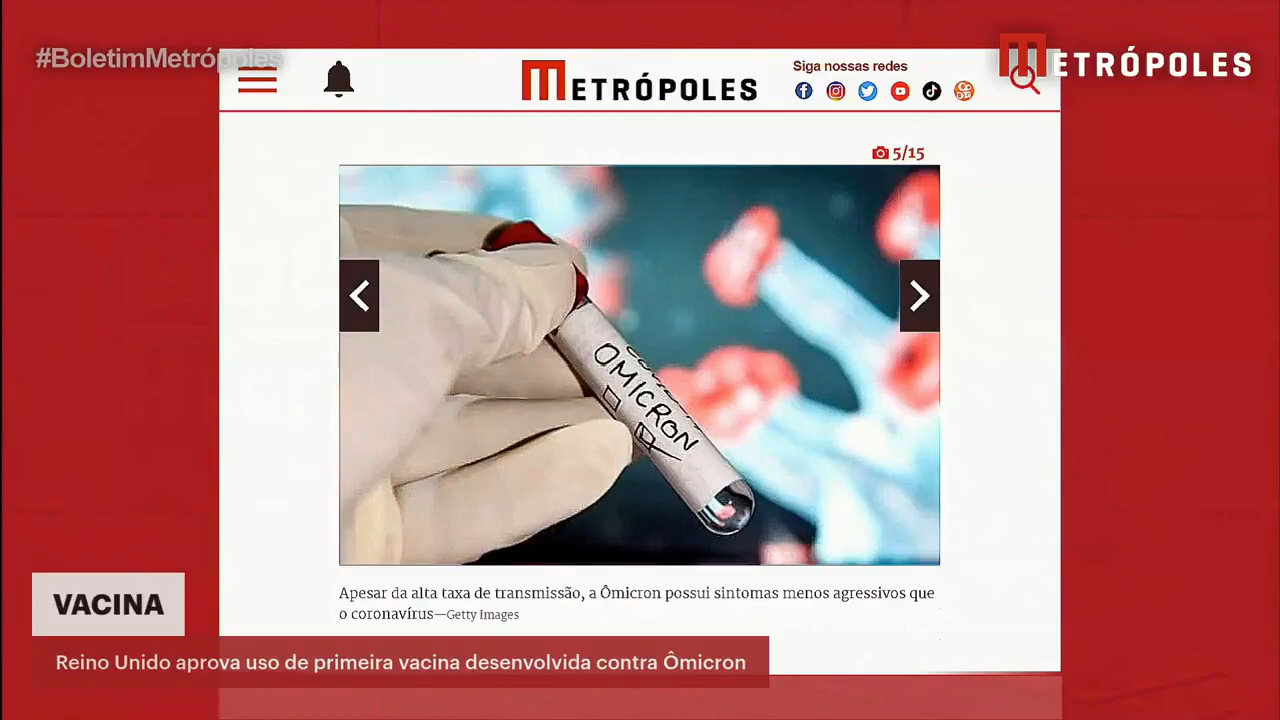 #BoletimMetrópoles
METRÓPOLES
Siga nossas redes
METRÓPOLES
5/15
OMICRON
Apesar da alta taxa de transmissão, a Ômicron possui sintomas menos agressivos que
o coronavírus—Getty Images
VACINA
Reino Unido aprova uso de primeira vacina desenvolvida contra Ômicron